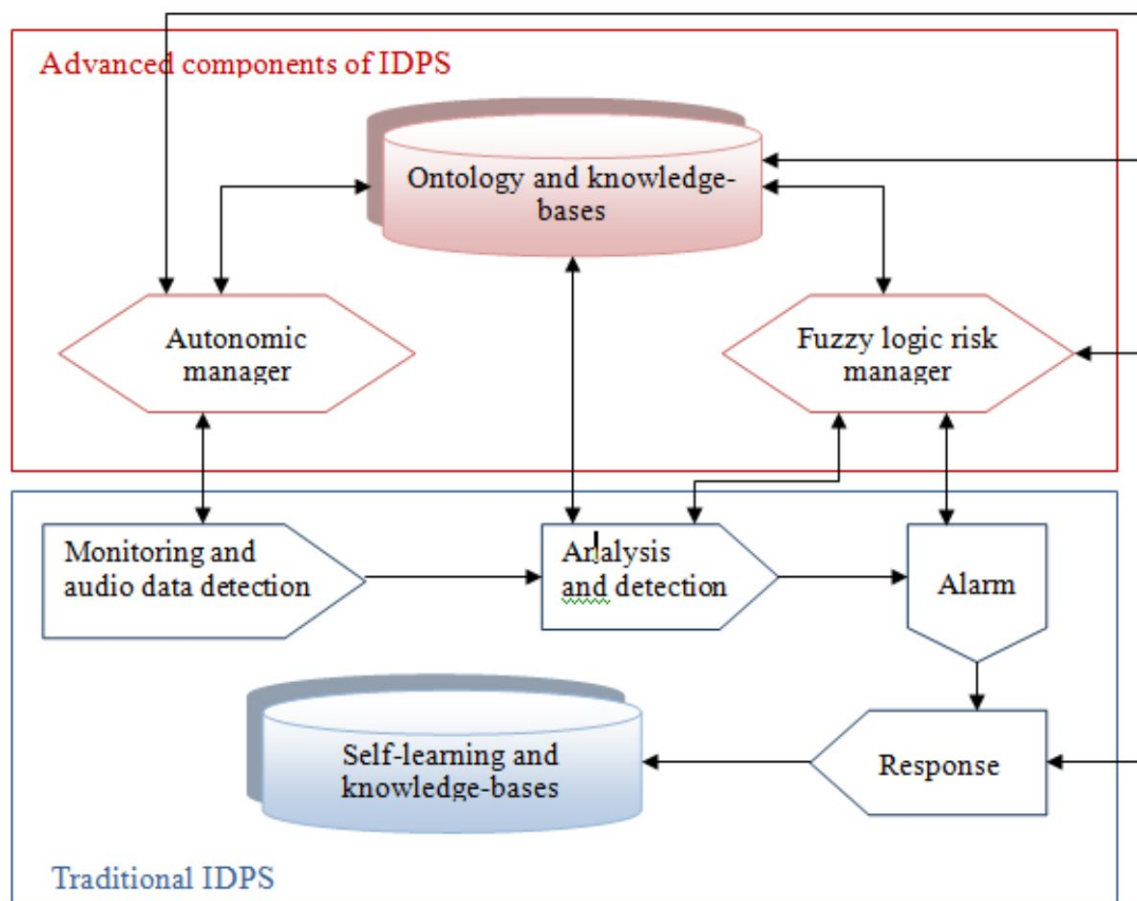 Advanced components of IDPS
Ontology and knowledge-
bases
Autonomic
manager
Fuzzy logic risk
manager
Monitoring and
audio data detection
Analysis
and detection
Alarm
Self-learning and
knowledge-bases
Response
Traditional IDPS